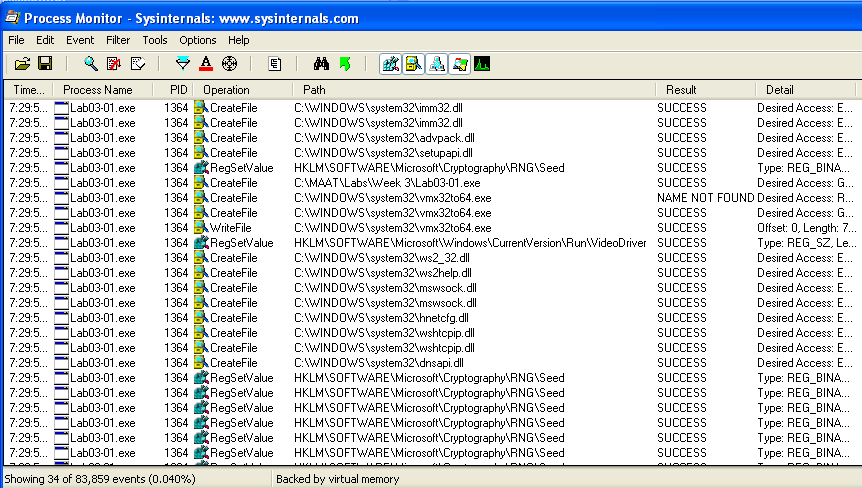 Process Monitor - Sysinternals: www.sysinternals.com
File Edit Event Filter Tools Options Help
Time... Process Name PID Operation Path Result Detail
7:29:5... Lab03-01.exe 1364 CreateFile C:\WINDOWS\system32\imm32.dll SUCCESS Desired Access: E...
7:29:5... Lab03-01.exe 1364 CreateFile C:\WINDOWS\system32\imm32.dll SUCCESS Desired Access: E...
7:29:5... Lab03-01.exe 1364 CreateFile C:\WINDOWS\system32\advpack.dll SUCCESS Desired Access: E...
7:29:5... Lab03-01.exe 1364 CreateFile C:\WINDOWS\system32\setupapi.dll SUCCESS Desired Access: E...
7:29:5... Lab03-01.exe 1364 RegSetValue HKLM\SOFTWARE\Microsoft\Cryptography\RNG\Seed SUCCESS Type: REG_BINA...
7:29:5... Lab03-01.exe 1364 CreateFile C:\MAAT\Labs\Week 3\Lab03-01.exe SUCCESS Desired Access: G...
7:29:5... Lab03-01.exe 1364 CreateFile C:\WINDOWS\system32\vmx32to64.exe NAME NOT FOUND Desired Access: R...
7:29:5... Lab03-01.exe 1364 CreateFile C:\WINDOWS\system32\vmx32to64.exe SUCCESS Desired Access: G...
7:29:5... Lab03-01.exe 1364 WriteFile C:\WINDOWS\system32\vmx32to64.exe SUCCESS Offset: 0, Length: 7...
7:29:5... Lab03-01.exe 1364 RegSetValue HKLM\SOFTWARE\Microsoft\Windows\CurrentVersion\Run\VideoDriver SUCCESS Type: REG_SZ, Le...
7:29:5... Lab03-01.exe 1364 CreateFile C:\WINDOWS\system32\ws2_32.dll SUCCESS Desired Access: E...
7:29:5... Lab03-01.exe 1364 CreateFile C:\WINDOWS\system32\ws2help.dll SUCCESS Desired Access: E...
7:29:5... Lab03-01.exe 1364 CreateFile C:\WINDOWS\system32\mswsock.dll SUCCESS Desired Access: E...
7:29:5... Lab03-01.exe 1364 CreateFile C:\WINDOWS\system32\mswsock.dll SUCCESS Desired Access: E...
7:29:5... Lab03-01.exe 1364 CreateFile C:\WINDOWS\system32\hnetcfg.dll SUCCESS Desired Access: E...
7:29:5... Lab03-01.exe 1364 CreateFile C:\WINDOWS\system32\wshtcpip.dll SUCCESS Desired Access: E...
7:29:5... Lab03-01.exe 1364 CreateFile C:\WINDOWS\system32\wshtcpip.dll SUCCESS Desired Access: E...
7:29:5... Lab03-01.exe 1364 CreateFile C:\WINDOWS\system32\dnsapi.dll SUCCESS Desired Access: E...
7:29:5... Lab03-01.exe 1364 RegSetValue HKLM\SOFTWARE\Microsoft\Cryptography\RNG\Seed SUCCESS Type: REG_BINA...
7:29:5... Lab03-01.exe 1364 RegSetValue HKLM\SOFTWARE\Microsoft\Cryptography\RNG\Seed SUCCESS Type: REG_BINA...
7:29:5... Lab03-01.exe 1364 RegSetValue HKLM\SOFTWARE\Microsoft\Cryptography\RNG\Seed SUCCESS Type: REG_BINA...
7:29:5... Lab03-01.exe 1364 RegSetValue HKLM\SOFTWARE\Microsoft\Cryptography\RNG\Seed SUCCESS Type: REG_BINA...
7:29:5... Lab03-01.exe 1364 RegSetValue HKLM\SOFTWARE\Microsoft\Cryptography\RNG\Seed SUCCESS Type: REG_BINA...
7:29:5... Lab03-01.exe 1364 RegSetValue HKLM\SOFTWARE\Microsoft\Cryptography\RNG\Seed SUCCESS Type: REG_BINA...
Showing 34 of 83,859 events (0.040%) Backed by virtual memory